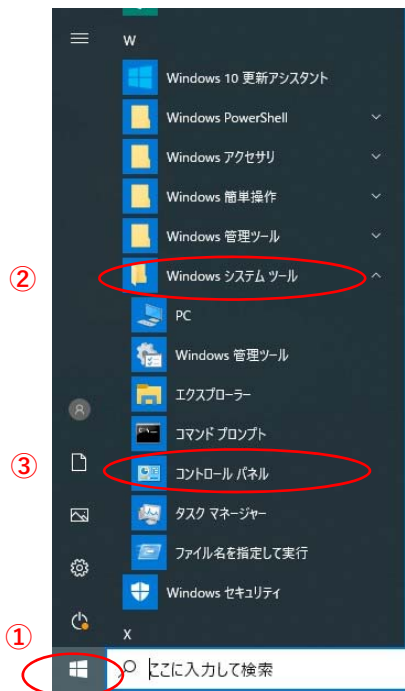 W
Windows 10 更新アシスタント
Windows PowerShell
Windows アクセサリ
Windows 簡単操作
Windows 管理ツール
② Windows システム ツール
PC
Windows 管理ツール
エクスプローラー
コマンド プロンプト
③ コントロール パネル
タスク マネージャー
ファイル名を指定して実行
Windows セキュリティ
X
① ここに入力して検索